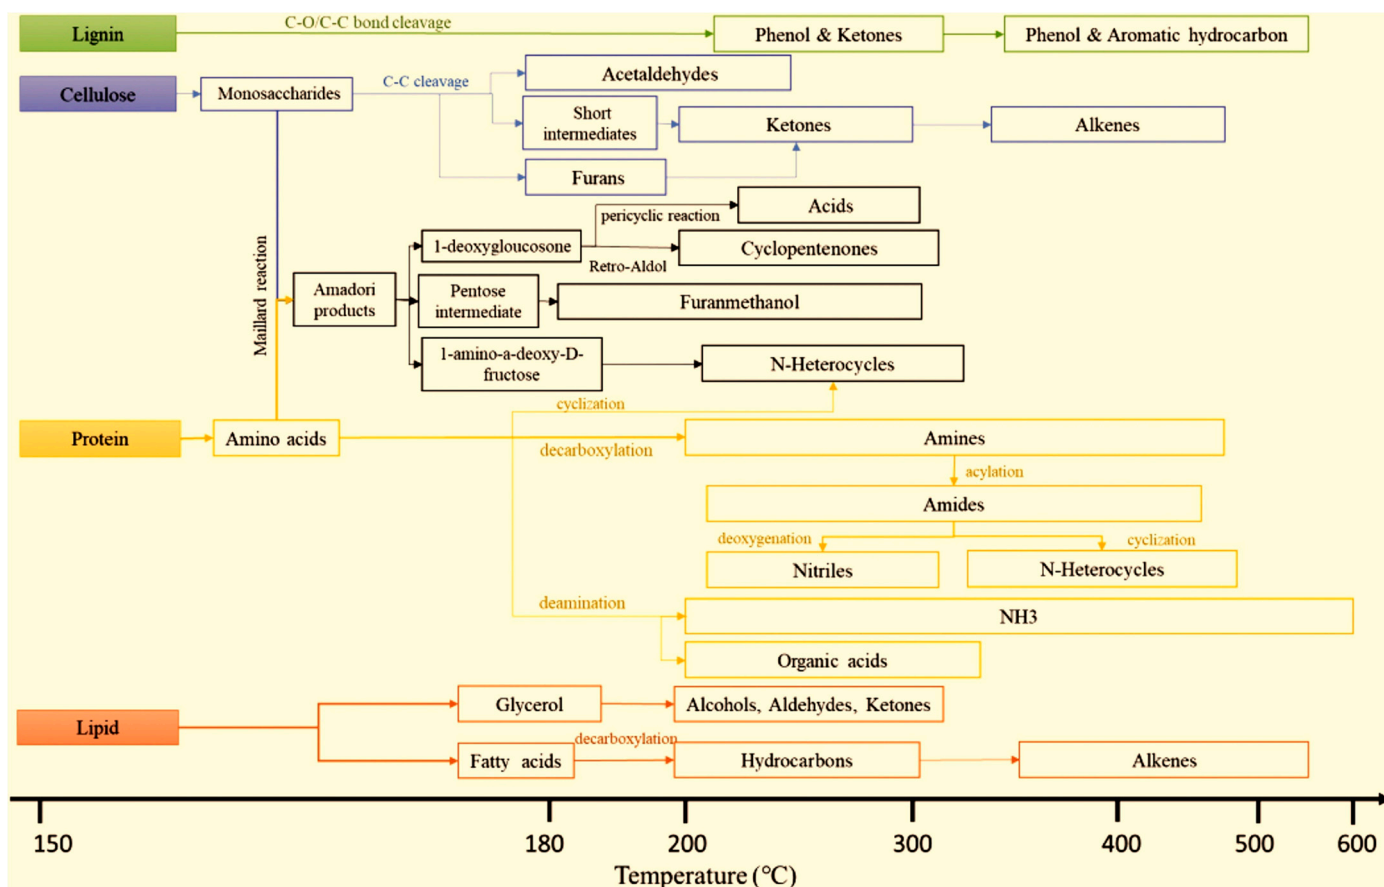 Lignin
C-O/C-C bond cleavage
Phenol & Ketones
Phenol & Aromatic hydrocarbon
Cellulose
Monosaccharides
C-C cleavage
Acetaldehydes
Short
intermediates
Ketones
Alkenes
Furans
Maillard reaction
Amadori
products
1-deoxygloucosone
pericyclic reaction
Acids
Retro-Aldol
Cyclopentenones
Pentose
intermediate
Furanmethanol
1-amino-a-deoxy-D-
fructose
N-Heterocycles
Protein
Amino acids
cyclization
decarboxylation
Amines
acylation
Amides
deoxygenation
cyclization
Nitriles
N-Heterocycles
deamination
NH3
Organic acids
Lipid
Glycerol
Alcohols, Aldehydes, Ketones
Fatty acids
decarboxylation
Hydrocarbons
Alkenes
150 180 200 300 400 500 600
Temperature (°C)